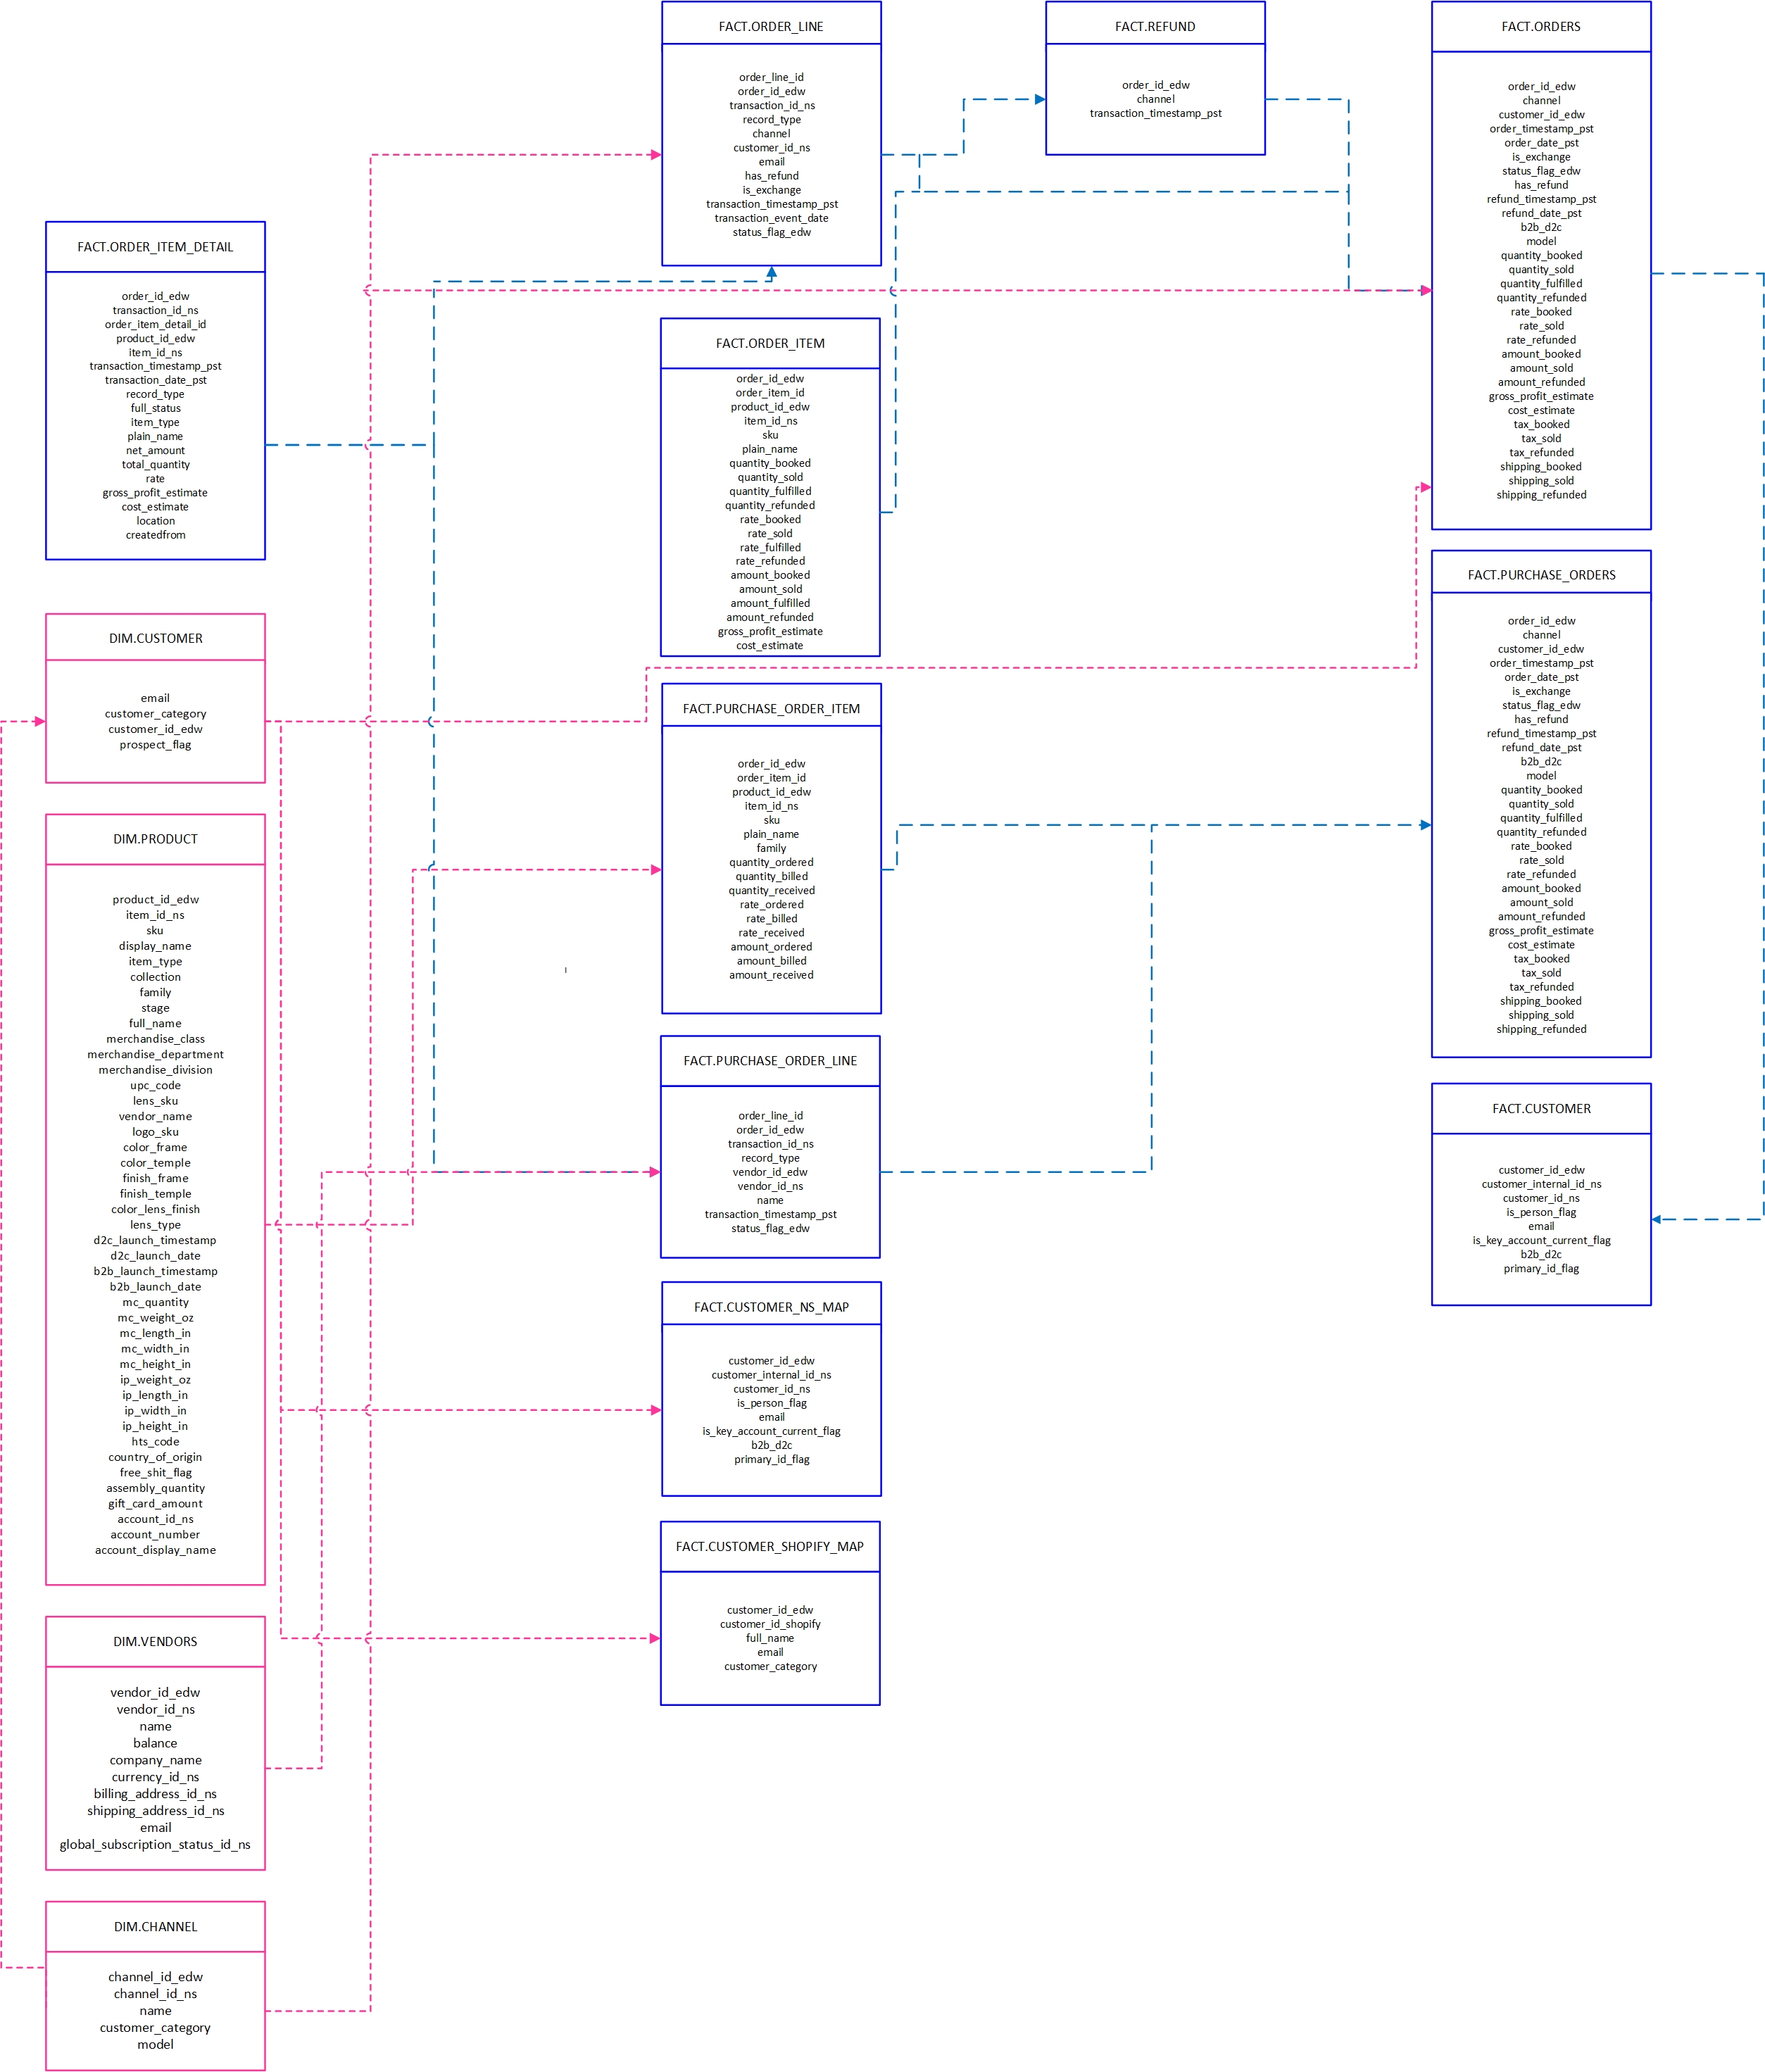 FACT.ORDER_LINE
order_line_id
order_id_edw
transaction_id_ns
record_type
channel
customer_id_ns
email
has_refund
is_exchange
transaction_timestamp_pst
transaction_event_date
status_flag_edw
FACT.REFUND
order_id_edw
channel
transaction_timestamp_pst
FACT.ORDERS
order_id_edw
channel
customer_id_edw
order_timestamp_pst
order_date_pst
is_exchange
status_flag_edw
has_refund
refund_timestamp_pst
refund_date_pst
b2b_d2c
model
quantity_booked
quantity_sold
quantity_fulfilled
quantity_refunded
rate_booked
rate_sold
rate_refunded
amount_booked
amount_sold
amount_refunded
gross_profit_estimate
cost_estimate
tax_booked
tax_sold
tax_refunded
shipping_booked
shipping_sold
shipping_refunded
FACT.ORDER_ITEM_DETAIL
order_id_edw
transaction_id_ns
order_item_detail_id
product_id_edw
item_id_ns
transaction_timestamp_pst
transaction_date_pst
record_type
full_status
item_type
plain_name
net_amount
total_quantity
rate
gross_profit_estimate
cost_estimate
location
createdfrom
FACT.ORDER_ITEM
order_id_edw
order_item_id
product_id_edw
item_id_ns
sku
plain_name
quantity_booked
quantity_sold
quantity_fulfilled
quantity_refunded
rate_booked
rate_sold
rate_fulfilled
rate_refunded
amount_booked
amount_sold
amount_fulfilled
amount_refunded
gross_profit_estimate
cost_estimate
FACT.PURCHASE_ORDERS
order_id_edw
channel
customer_id_edw
order_timestamp_pst
order_date_pst
is_exchange
status_flag_edw
has_refund
refund_timestamp_pst
refund_date_pst
b2b_d2c
model
quantity_booked
quantity_sold
quantity_fulfilled
quantity_refunded
rate_booked
rate_sold
rate_refunded
amount_booked
amount_sold
amount_refunded
gross_profit_estimate
cost_estimate
tax_booked
tax_sold
tax_refunded
shipping_booked
shipping_sold
shipping_refunded
DIM.CUSTOMER
email
customer_category
customer_id_edw
prospect_flag
FACT.PURCHASE_ORDER_ITEM
order_id_edw
order_item_id
product_id_edw
item_id_ns
sku
plain_name
family
quantity_ordered
quantity_billed
quantity_received
rate_ordered
rate_billed
rate_received
amount_ordered
amount_billed
amount_received
DIM.PRODUCT
product_id_edw
item_id_ns
sku
display_name
item_type
collection
family
stage
full_name
merchandise_class
merchandise_department
merchandise_division
upc_code
lens_sku
vendor_name
logo_sku
color_frame
color_temple
finish_frame
finish_temple
color_lens_finish
lens_type
d2c_launch_timestamp
d2c_launch_date
b2b_launch_timestamp
b2b_launch_date
mc_quantity
mc_weight_oz
mc_length_in
mc_width_in
mc_height_in
ip_weight_oz
ip_length_in
ip_width_in
ip_height_in
hts_code
country_of_origin
free_shit_flag
assembly_quantity
gift_card_amount
account_id_ns
account_number
account_display_name
FACT.PURCHASE_ORDER_LINE
order_line_id
order_id_edw
transaction_id_ns
record_type
vendor_id_edw
vendor_id_ns
name
transaction_timestamp_pst
status_flag_edw
FACT.CUSTOMER
customer_id_edw
customer_internal_id_ns
customer_id_ns
is_person_flag
email
is_key_account_current_flag
b2b_d2c
primary_id_flag
FACT.CUSTOMER_NS_MAP
customer_id_edw
customer_internal_id_ns
customer_id_ns
is_person_flag
email
is_key_account_current_flag
b2b_d2c
primary_id_flag
FACT.CUSTOMER_SHOPIFY_MAP
customer_id_edw
customer_id_shopify
full_name
email
customer_category
DIM.VENDORS
vendor_id_edw
vendor_id_ns
name
balance
company_name
currency_id_ns
billing_address_id_ns
shipping_address_id_ns
email
global_subscription_status_id_ns
DIM.CHANNEL
channel_id_edw
channel_id_ns
name
customer_category
model